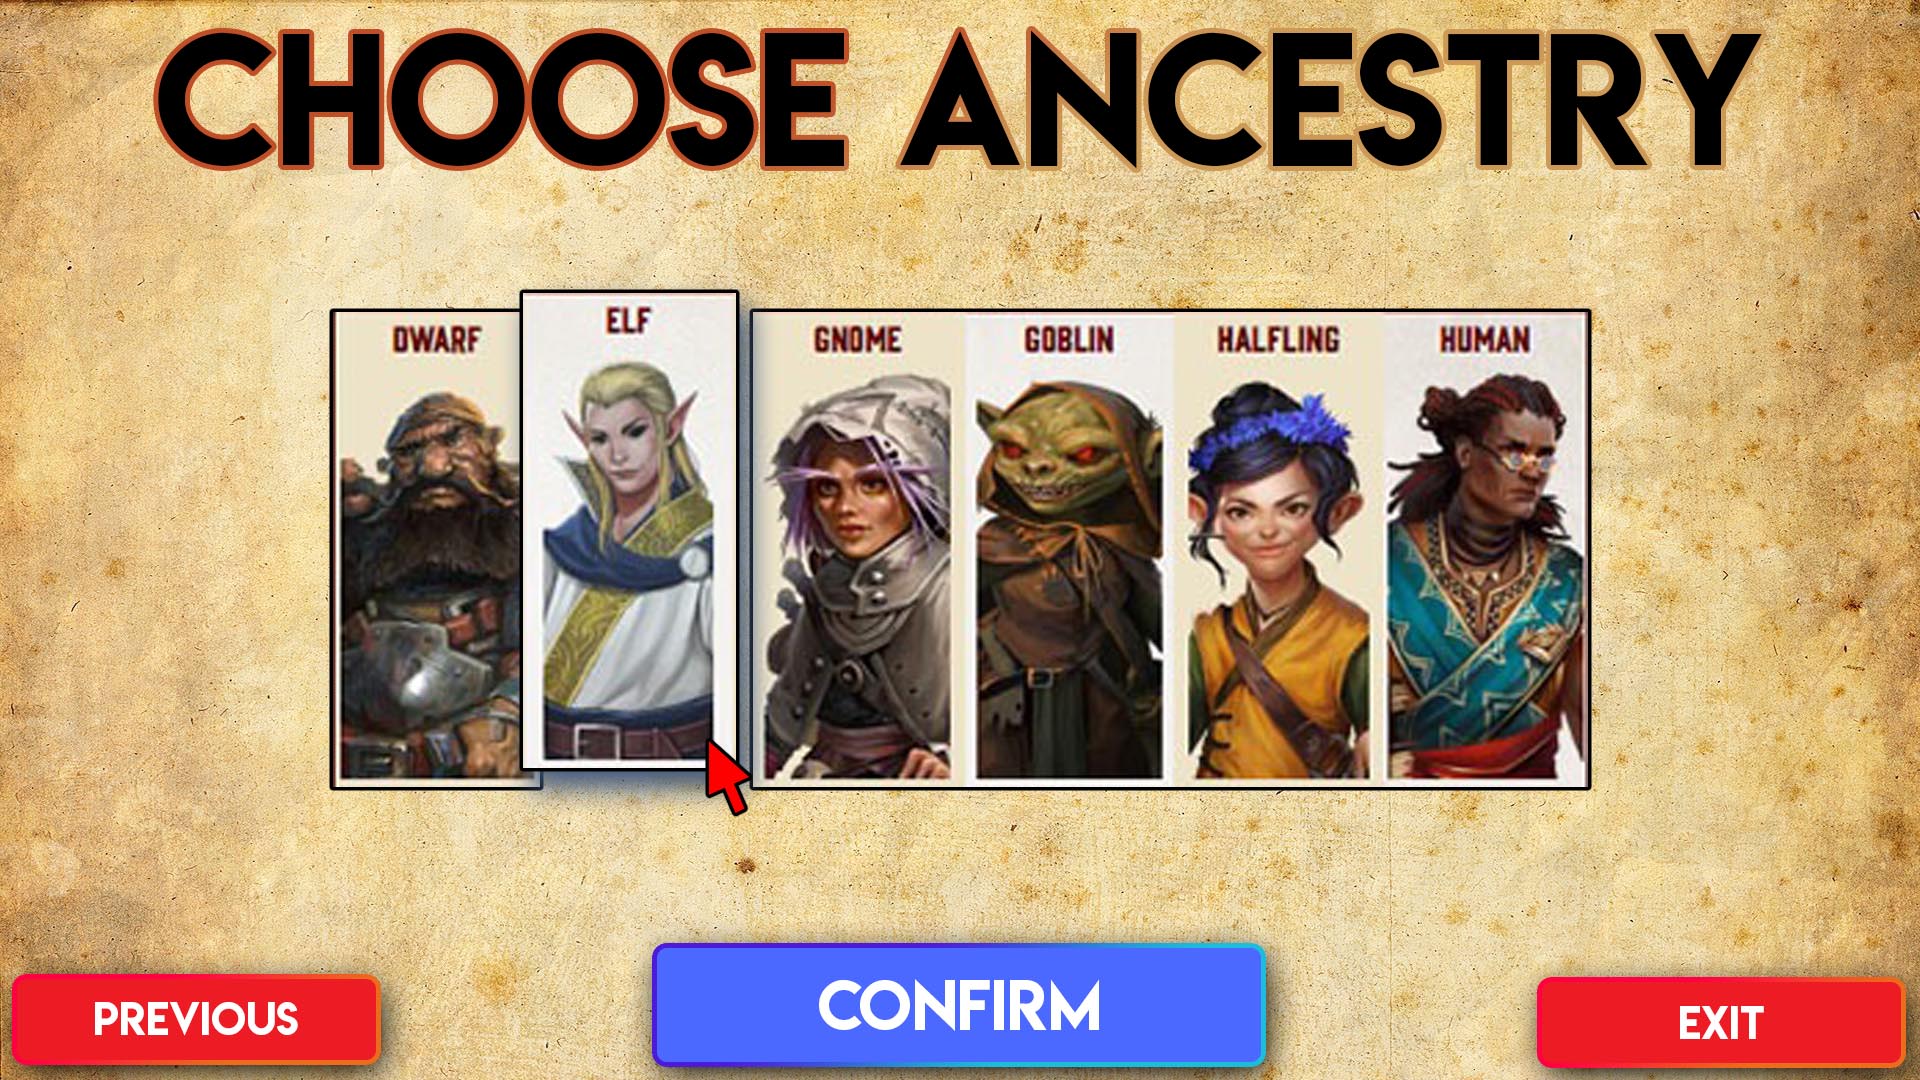 CHOOSE ANCESTRY
DWARF
ELF
GNOME
GOBLIN
HALFLING
HUMAN
PREVIOUS
CONFIRM
EXIT